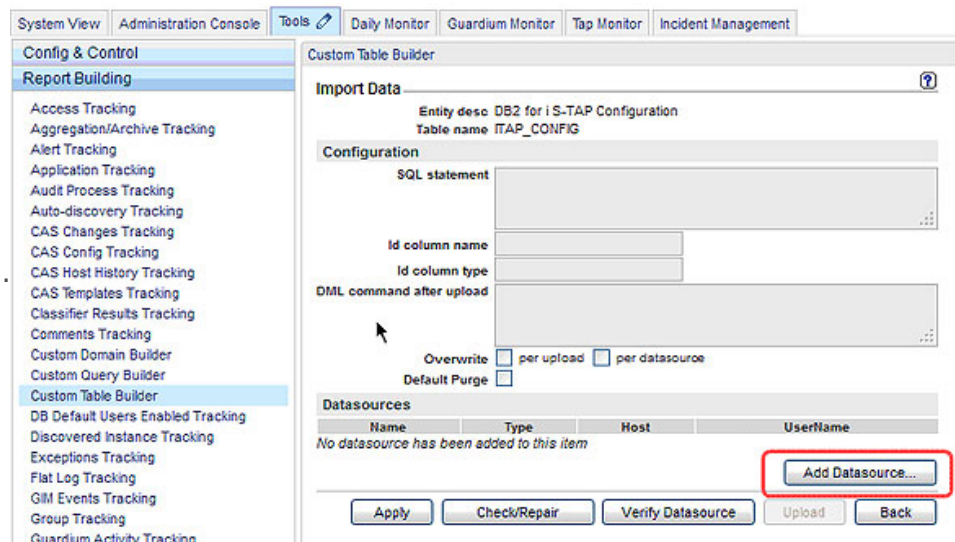 System View
Administration Console
Tools
Daily Monitor
Guardium Monitor
Tap Monitor
Incident Management
Config & Control
Report Building
Access Tracking
Aggregation/Archive Tracking
Alert Tracking
Application Tracking
Audit Process Tracking
Auto-discovery Tracking
CAS Changes Tracking
CAS Config Tracking
CAS Host History Tracking
CAS Templates Tracking
Classifier Results Tracking
Comments Tracking
Custom Domain Builder
Custom Query Builder
Custom Table Builder
DB Default Users Enabled Tracking
Discovered Instance Tracking
Exceptions Tracking
Flat Log Tracking
GIM Events Tracking
Group Tracking
Guardium Activity Tracking
Custom Table Builder
Import Data
?
Entity desc DB2 for i S-TAP Configuration
Table name ITAP_CONFIG
Configuration
SQL statement
Id column name
Id column type
DML command after upload
Overwrite per upload per datasource
Default Purge
Datasources
Name Type Host UserName
No datasource has been added to this item
Add Datasource...
Apply Check/Repair Verify Datasource Upload Back